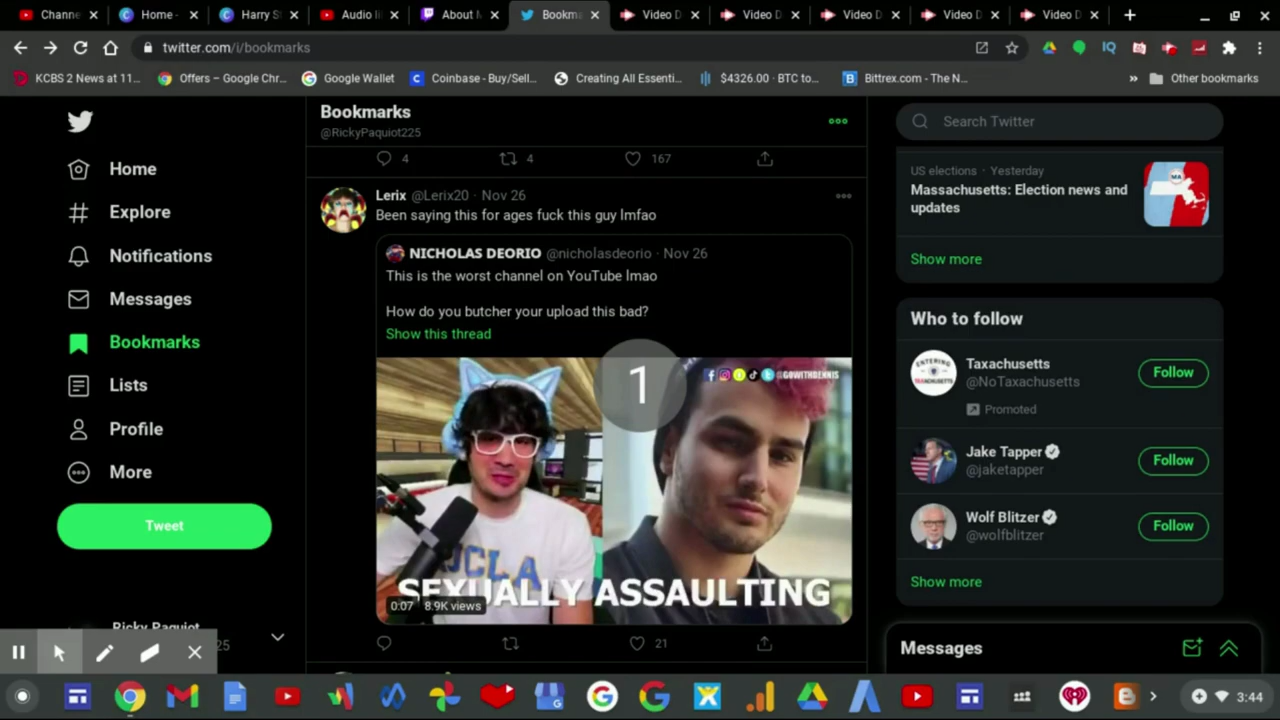 Channe
Home -
Harry St
Audio li
About M
Bookma
Video D
Video D
Video D
Video D
Video D
twitter.com/i/bookmarks
KCBS 2 News at 11...
Offers – Google Chr...
Google Wallet
Coinbase - Buy/Sell...
Creating All Essenti...
$4326.00 · BTC to...
Bittrex.com - The N...
»
Other bookmarks
Home
Explore
Notifications
Messages
Bookmarks
Lists
Profile
More
Tweet
Ricky Paquiot
25
Bookmarks
@RickyPaquiot225
4
4
167
Lerix @Lerix20 · Nov 26
Been saying this for ages fuck this guy lmfao
NICHOLAS DEORIO @nicholasdeorio · Nov 26
This is the worst channel on YouTube lmao
How do you butcher your upload this bad?
Show this thread
@GOWITHDENNIS
1
UCLA
SEXUALLY ASSAULTING
0:07 8.9K views
21
Search Twitter
US elections · Yesterday
Massachusetts: Election news and
updates
MA
Show more
Who to follow
ENTERING
TAXACHUSETTS
Taxachusetts
@NoTaxachusetts
Promoted
Follow
Jake Tapper
@jaketapper
Follow
Wolf Blitzer
@wolfblitzer
Follow
Show more
Messages
3:44